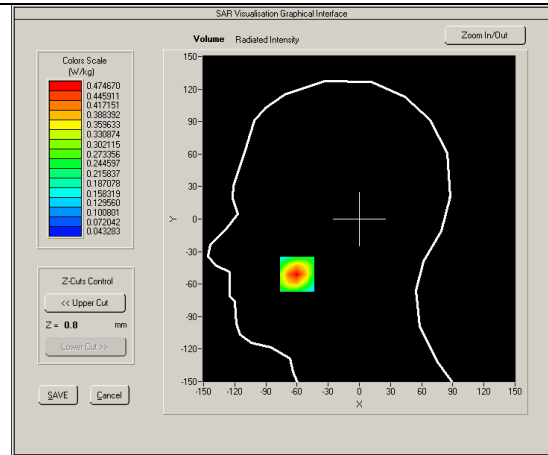 SAR Visualisation Graphical Interface
Volume Radiated Intensity
Zoom In/Out
Colors Scale
(W/kg)
0.474670
0.445911
0.417151
0.388392
0.359633
0.330874
0.302115
0.273356
0.244597
0.215837
0.187078
0.158319
0.129560
0.100801
0.072042
0.043283
Z-Cuts Control
<< Upper Cut
Z = 0.8 mm
Lower Cut >>
SAVE Cancel
150
120
90
60
30
0
-30
-60
-90
-120
-150
Y
-150 -120 -90 -60 -30 0 30 60 90 120 150
X